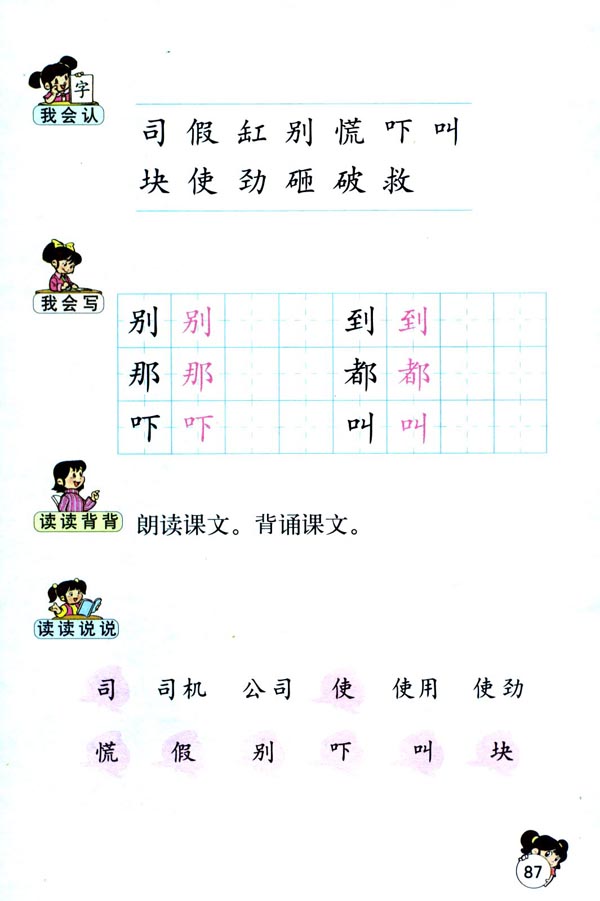 字
我会认
司 假 缸 别 慌 吓 叫
块 使 劲 砸 破 救
我会写
别 别 到 到
那 那 都 都
吓 吓 叫 叫
读读背背
朗读课文。背诵课文。
读读说说
司 司机 公司 使 使用 使劲
慌 假 别 吓 叫 块
87